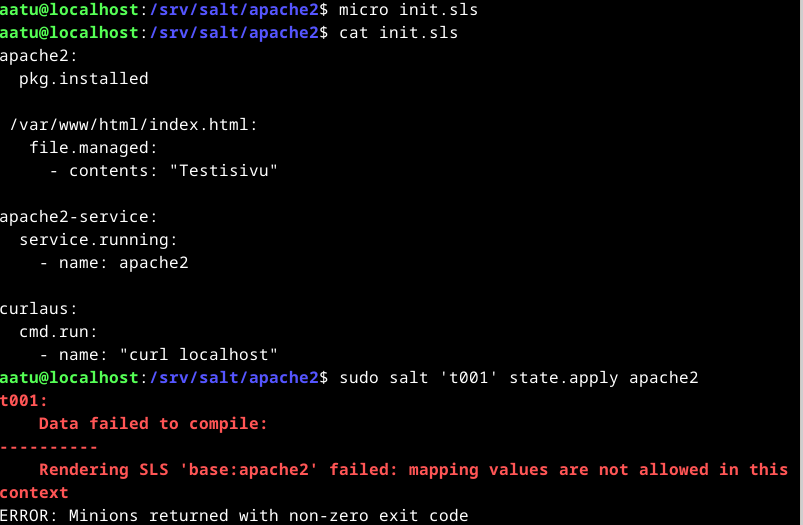 aatu@localhost:/srv/salt/apache2$ micro init.sls
aatu@localhost:/srv/salt/apache2$ cat init.sls
apache2:
  pkg.installed

 /var/www/html/index.html:
   file.managed:
     - contents: "Testisivu"

apache2-service:
  service.running:
    - name: apache2

curlaus:
  cmd.run:
    - name: "curl localhost"
aatu@localhost:/srv/salt/apache2$ sudo salt 't001' state.apply apache2
t001:
    Data failed to compile:
----------
    Rendering SLS 'base:apache2' failed: mapping values are not allowed in this
context
ERROR: Minions returned with non-zero exit code